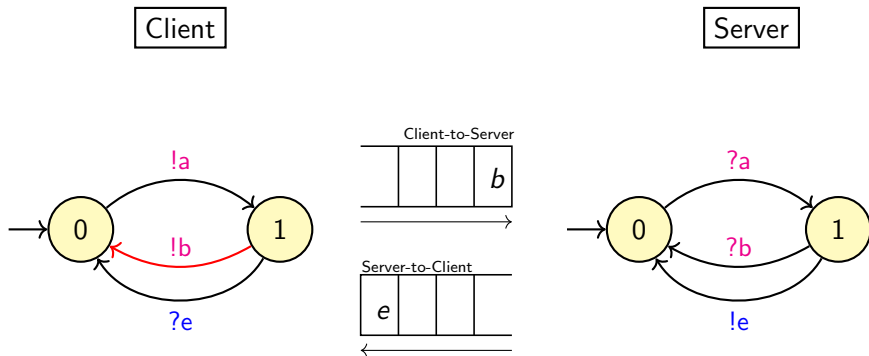 Client
Server
Client-to-Server
!a
b
?a
0
1
0
1
!b
?b
Server-to-Client
e
?e
!e